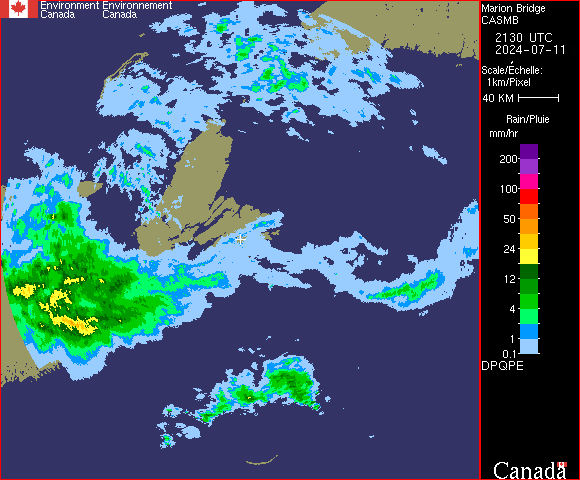 Environment Environnement
Canada Canada
Marion Bridge
CASMB
2130 UTC
2024-07-11
Scale/Échelle:
1km/Pixel
40 KM
Rain/Pluie
mm/hr
200
100
50
24
12
4
1
0.1
DPQPE
Canada